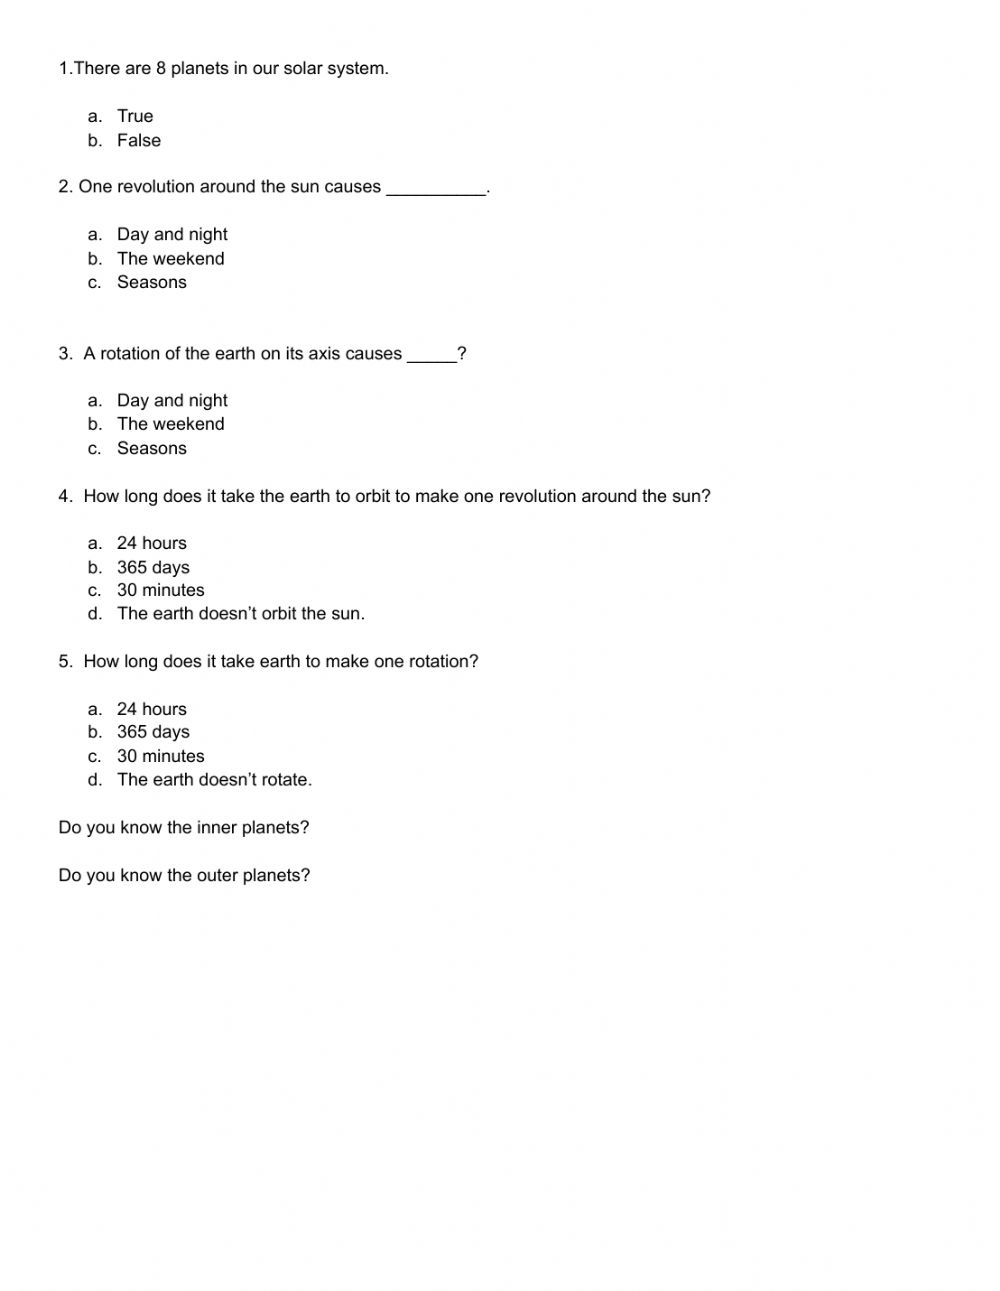 1.There are 8 planets in our solar system.
a. True
b. False
2. One revolution around the sun causes __________.
a. Day and night
b. The weekend
c. Seasons
3. A rotation of the earth on its axis causes _____?
a. Day and night
b. The weekend
c. Seasons
4. How long does it take the earth to orbit to make one revolution around the sun?
a. 24 hours
b. 365 days
c. 30 minutes
d. The earth doesn't orbit the sun.
5. How long does it take earth to make one rotation?
a. 24 hours
b. 365 days
c. 30 minutes
d. The earth doesn't rotate.
Do you know the inner planets?
Do you know the outer planets?